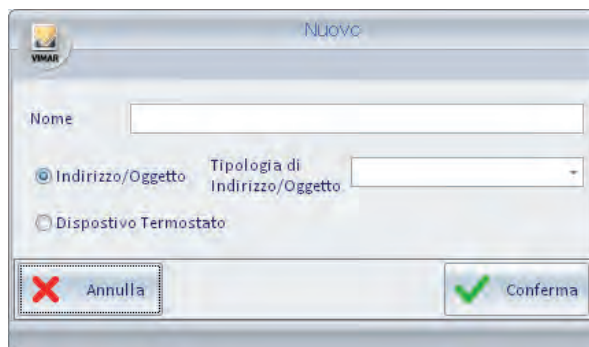 Nuovo
VIMAR
Nome
Indirizzo/Oggetto
Tipologia di
Indirizzo/Oggetto
Dispostivo Termostato
Annulla
Conferma